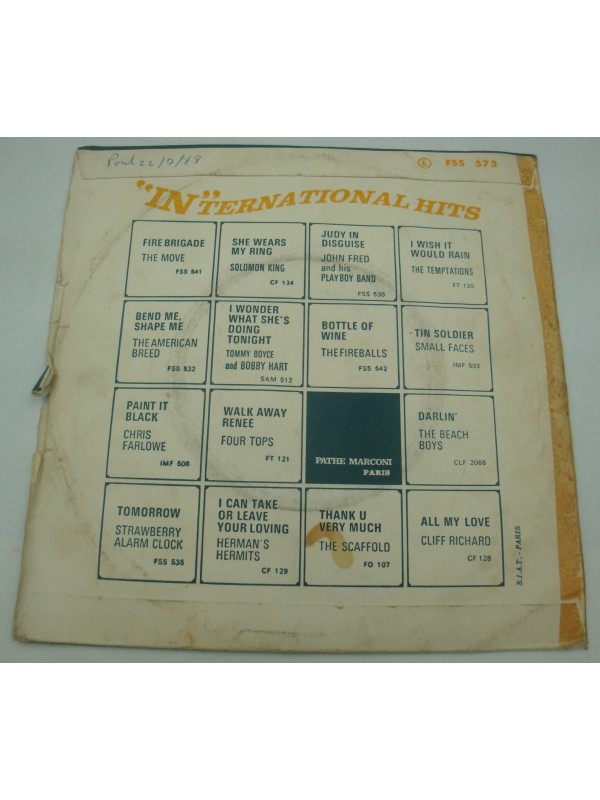 Ⓛ FSS 573
"IN"TERNATIONAL HITS
FIRE BRIGADE
THE MOVE
FSS 541
SHE WEARS
MY RING
SOLOMON KING
CF 134
JUDY IN
DISGUISE
JOHN FRED
and his
PLAYBOY BAND
FSS 530
I WISH IT
WOULD RAIN
THE TEMPTATIONS
FT 120
BEND ME,
SHAPE ME
THE AMERICAN
BREED
FSS 532
I WONDER
WHAT SHE'S
DOING
TONIGHT
TOMMY BOYCE
and BOBBY HART
SAM 512
BOTTLE OF
WINE
THE FIREBALLS
FSS 542
TIN SOLDIER
SMALL FACES
IMF 503
PAINT IT
BLACK
CHRIS
FARLOWE
IMF 506
WALK AWAY
RENEE
FOUR TOPS
FT 121
PATHE MARCONI
PARIS
DARLIN'
THE BEACH
BOYS
CLF 2068
TOMORROW
STRAWBERRY
ALARM CLOCK
FSS 535
I CAN TAKE
OR LEAVE
YOUR LOVING
HERMAN'S
HERMITS
CF 129
THANK U
VERY MUCH
THE SCAFFOLD
FO 107
ALL MY LOVE
CLIFF RICHARD
CF 128
S.I.A.T. - PARIS